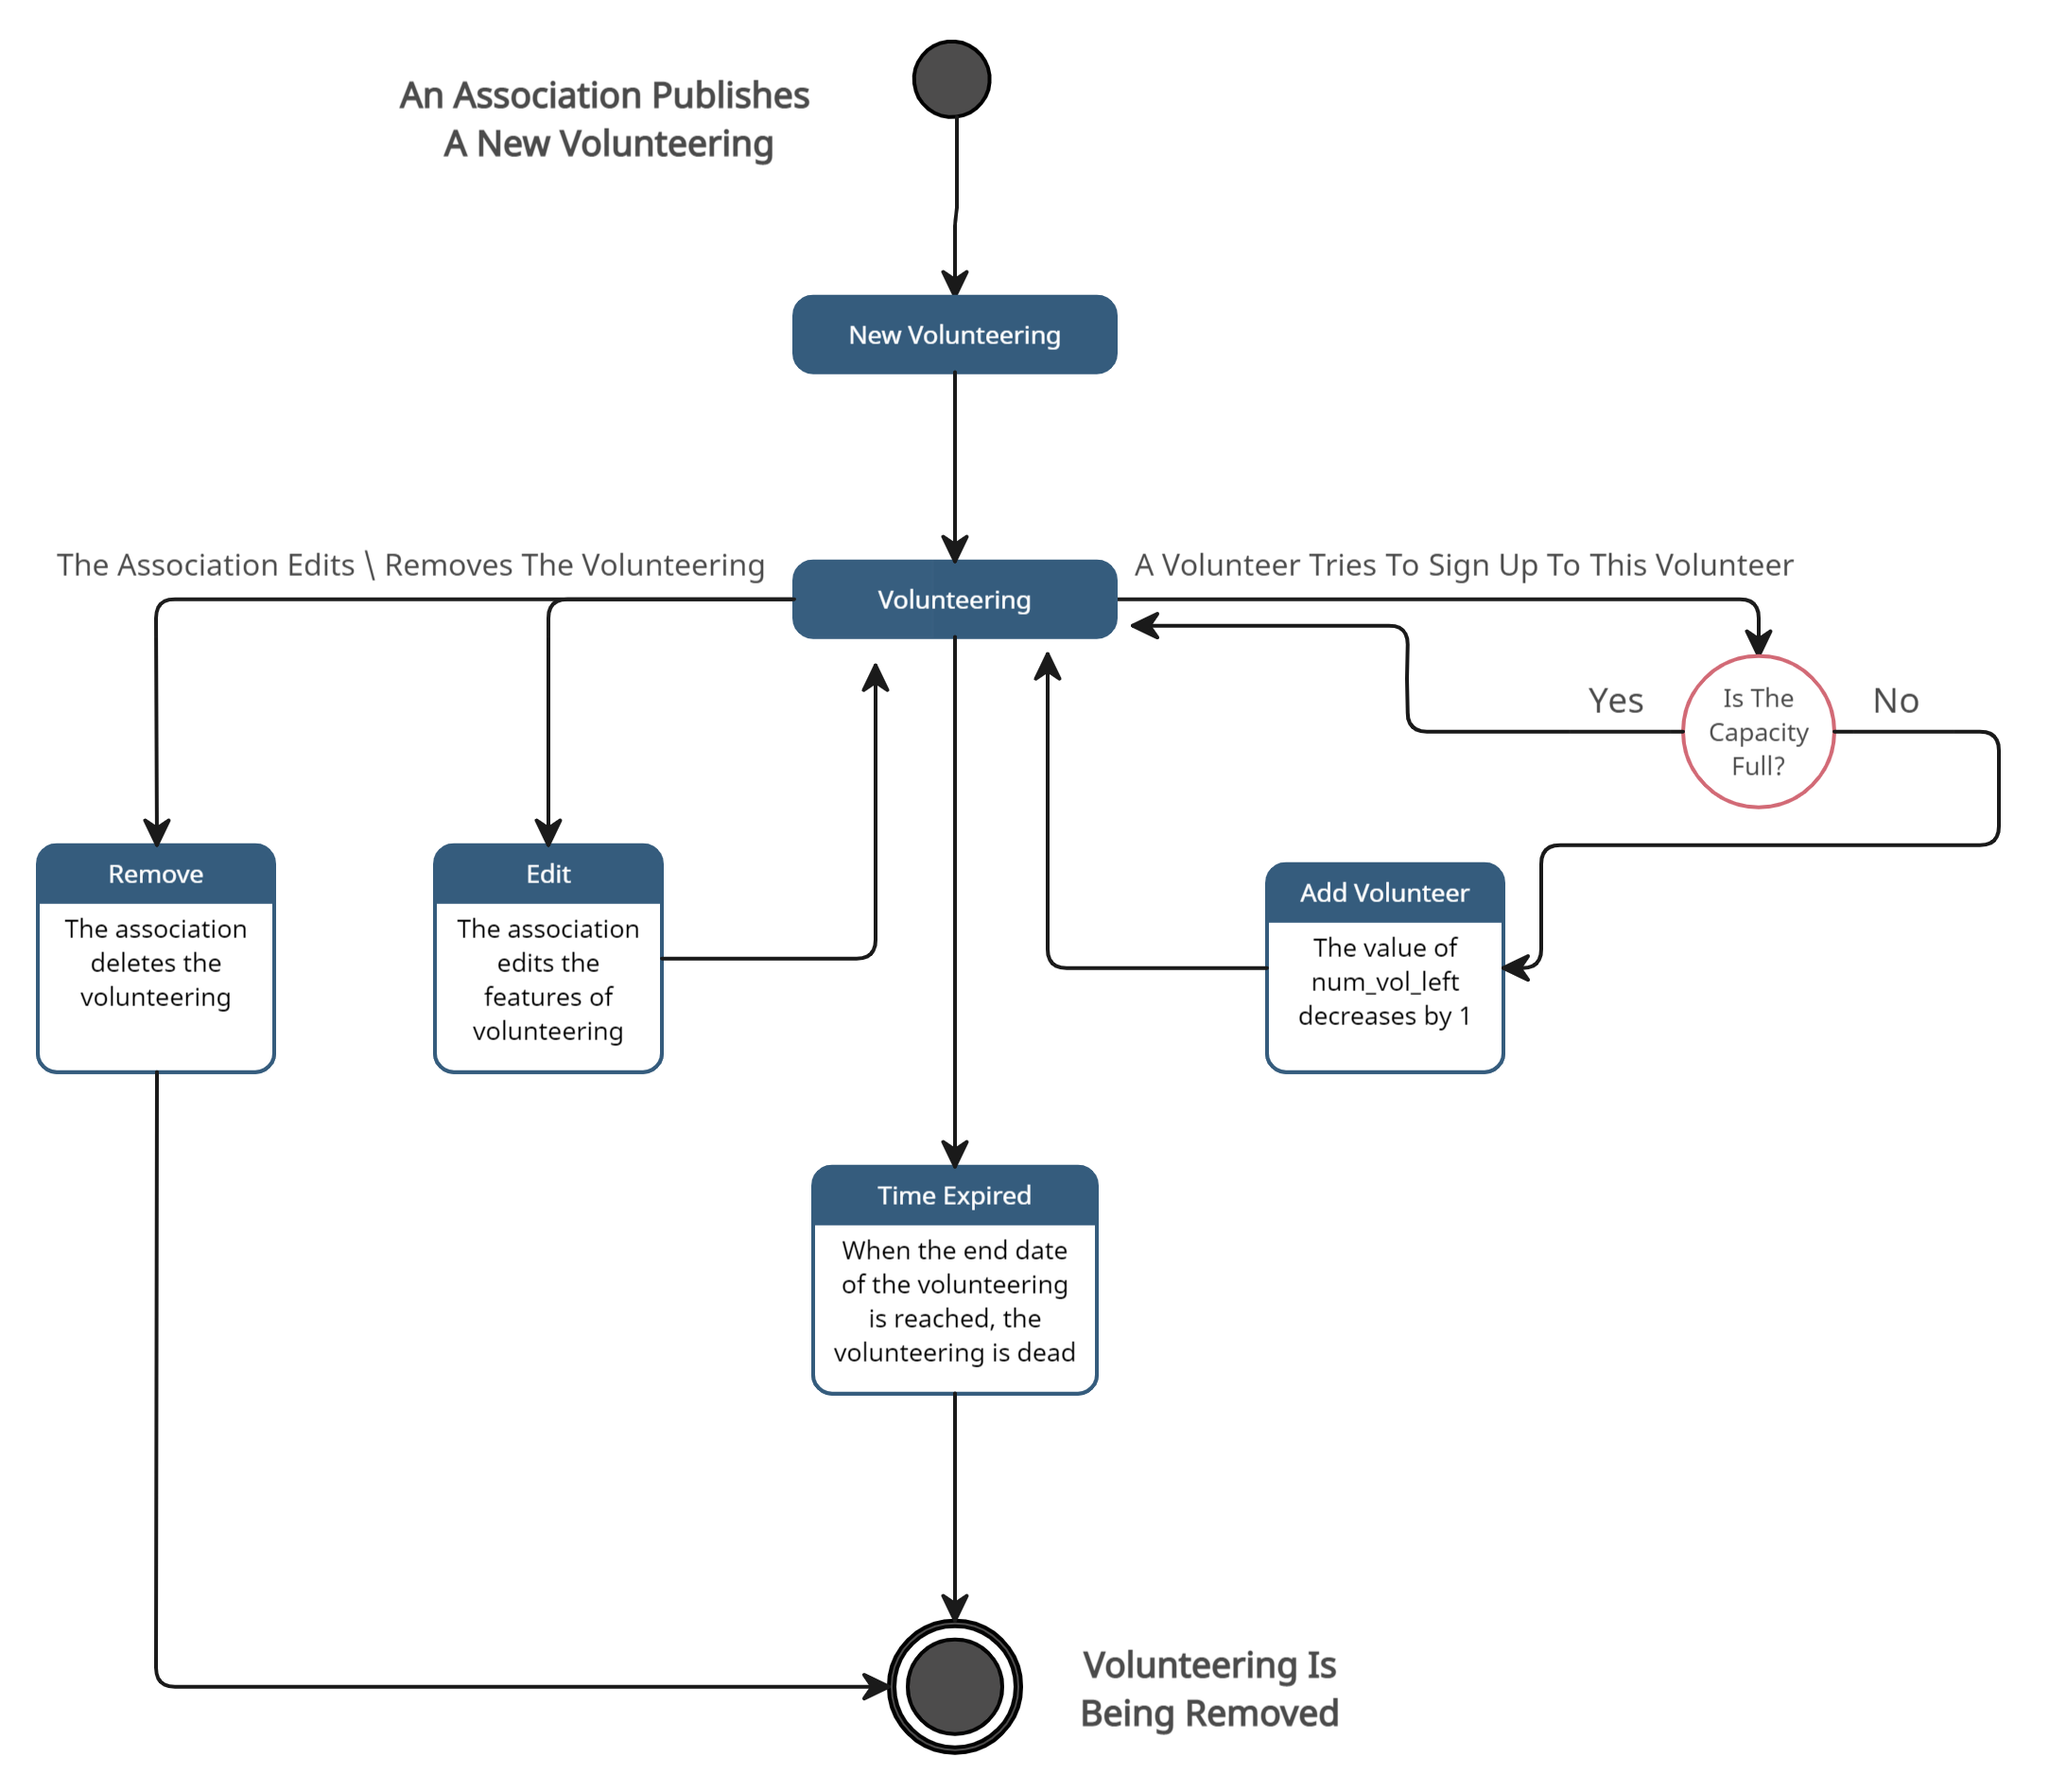 An Association Publishes
A New Volunteering
New Volunteering
The Association Edits \ Removes The Volunteering
Volunteering
A Volunteer Tries To Sign Up To This Volunteer
Yes
Is The
Capacity
Full?
No
Remove
The association
deletes the
volunteering
Edit
The association
edits the
features of
volunteering
Add Volunteer
The value of
num_vol_left
decreases by 1
Time Expired
When the end date
of the volunteering
is reached, the
volunteering is dead
Volunteering Is
Being Removed